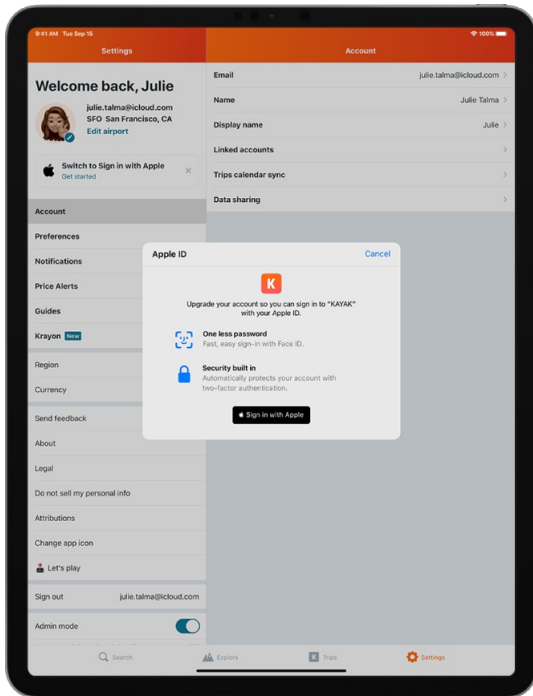 9:41 AM Tue Sep 15
100%
Settings
Account
Welcome back, Julie
julie.talma@icloud.com
SFO San Francisco, CA
Edit airport
Switch to Sign in with Apple
Get started
Account
Preferences
Notifications
Price Alerts
Guides
Krayon New
Region
Currency
Send feedback
About
Legal
Do not sell my personal info
Attributions
Change app icon
Let's play
Sign out julie.talma@icloud.com
Admin mode
Email julie.talma@icloud.com
Name Julie Talma
Display name Julie
Linked accounts
Trips calendar sync
Data sharing
Apple ID Cancel
K
Upgrade your account so you can sign in to "KAYAK"
with your Apple ID.
One less password
Fast, easy sign-in with Face ID.
Security built in
Automatically protects your account with
two-factor authentication.
Sign in with Apple
Search
Explore
K Trips
Settings